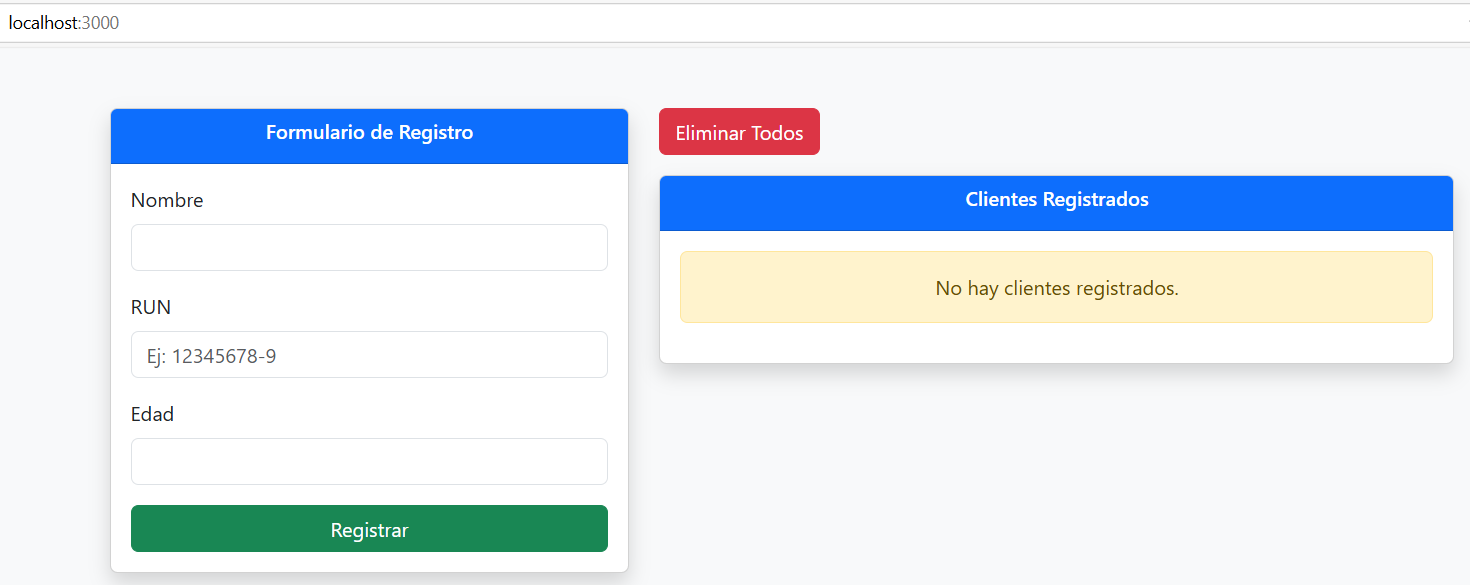 localhost:3000
Formulario de Registro
Nombre
RUN
Ej: 12345678-9
Edad
Registrar
Eliminar Todos
Clientes Registrados
No hay clientes registrados.